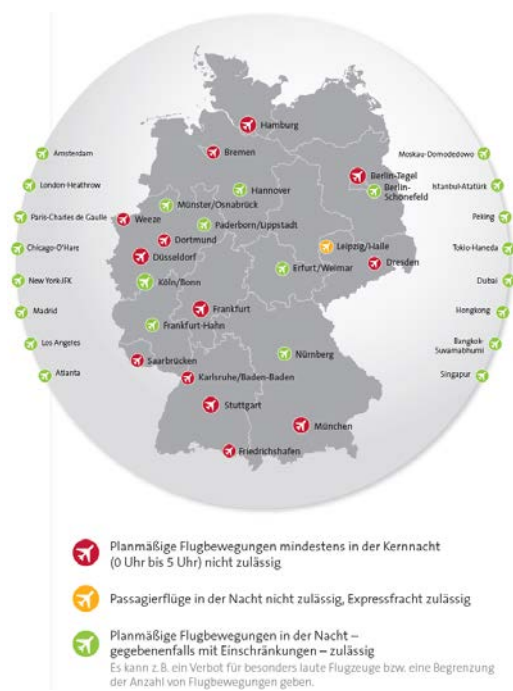 Hamburg
Bremen
Amsterdam
Moskau-Domodedowo
Berlin-Tegel
London-Heathrow
Hannover
Berlin-
Schönefeld
Istanbul-Atatürk
Münster/Osnabrück
Paris-Charles de Gaulle
Weeze
Paderborn/Lippstadt
Peking
Dortmund
Chicago-O'Hare
Düsseldorf
Leipzig/Halle
Tokio-Haneda
Erfurt/Weimar
Dresden
New York-JFK
Köln/Bonn
Dubai
Frankfurt
Madrid
Frankfurt-Hahn
Hongkong
Los Angeles
Nürnberg
Bangkok-
Suwarnabhumi
Saarbrücken
Atlanta
Karlsruhe/Baden-Baden
Singapur
Stuttgart
München
Friedrichshafen
Planmäßige Flugbewegungen mindestens in der Kernnacht
(0 Uhr bis 5 Uhr) nicht zulässig
Passagierflüge in der Nacht nicht zulässig, Expressfracht zulässig
Planmäßige Flugbewegungen in der Nacht –
gegebenenfalls mit Einschränkungen – zulässig
Es kann z. B. ein Verbot für besonders laute Flugzeuge bzw. eine Begrenzung
der Anzahl von Flugbewegungen geben.